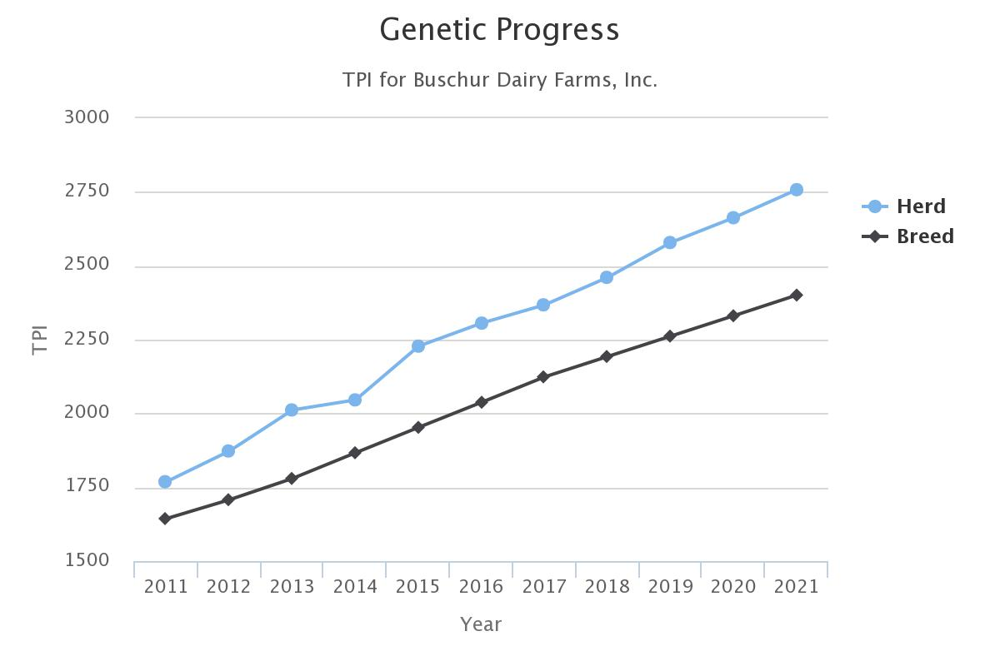 Genetic Progress
TPI for Buschur Dairy Farms, Inc.
3000
2750
2500
2250
2000
1750
1500
TPI
2011 2012 2013 2014 2015 2016 2017 2018 2019 2020 2021
Year
Herd
Breed